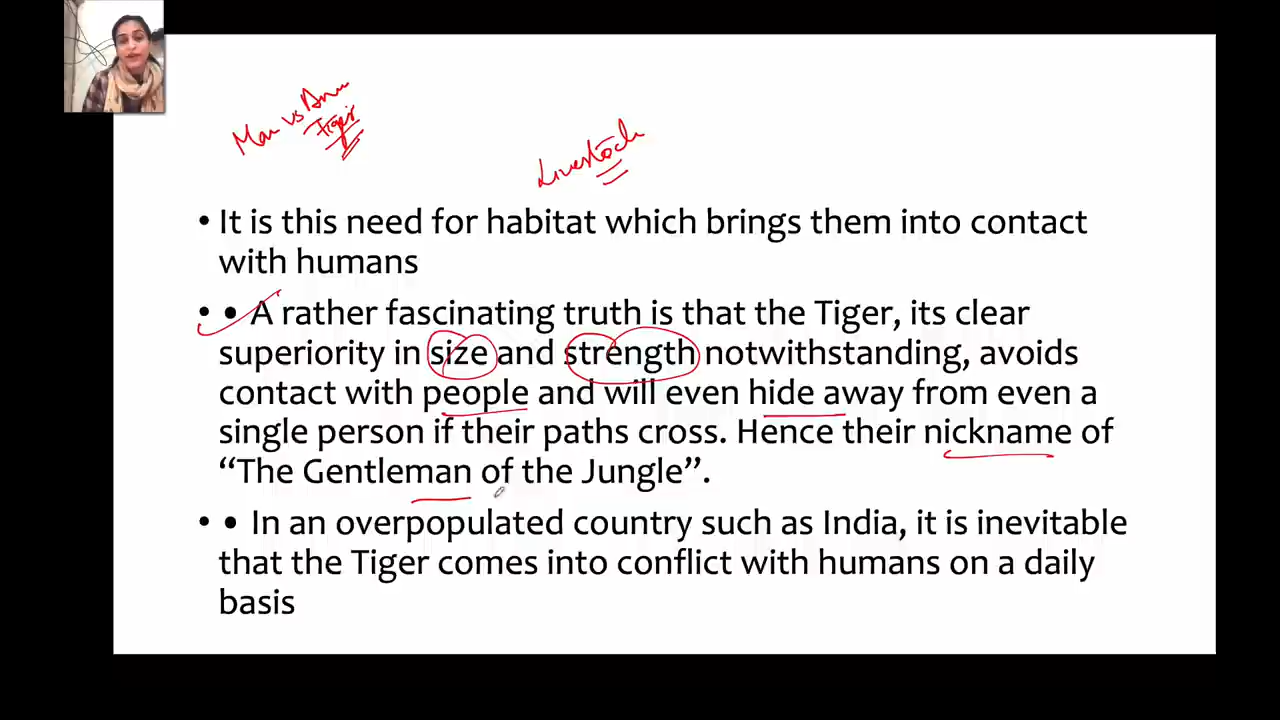 Man vs Ani
Tiger
Livestock
• It is this need for habitat which brings them into contact
with humans
• • A rather fascinating truth is that the Tiger, its clear
superiority in size and strength notwithstanding, avoids
contact with people and will even hide away from even a
single person if their paths cross. Hence their nickname of
“The Gentleman of the Jungle”.
• • In an overpopulated country such as India, it is inevitable
that the Tiger comes into conflict with humans on a daily
basis